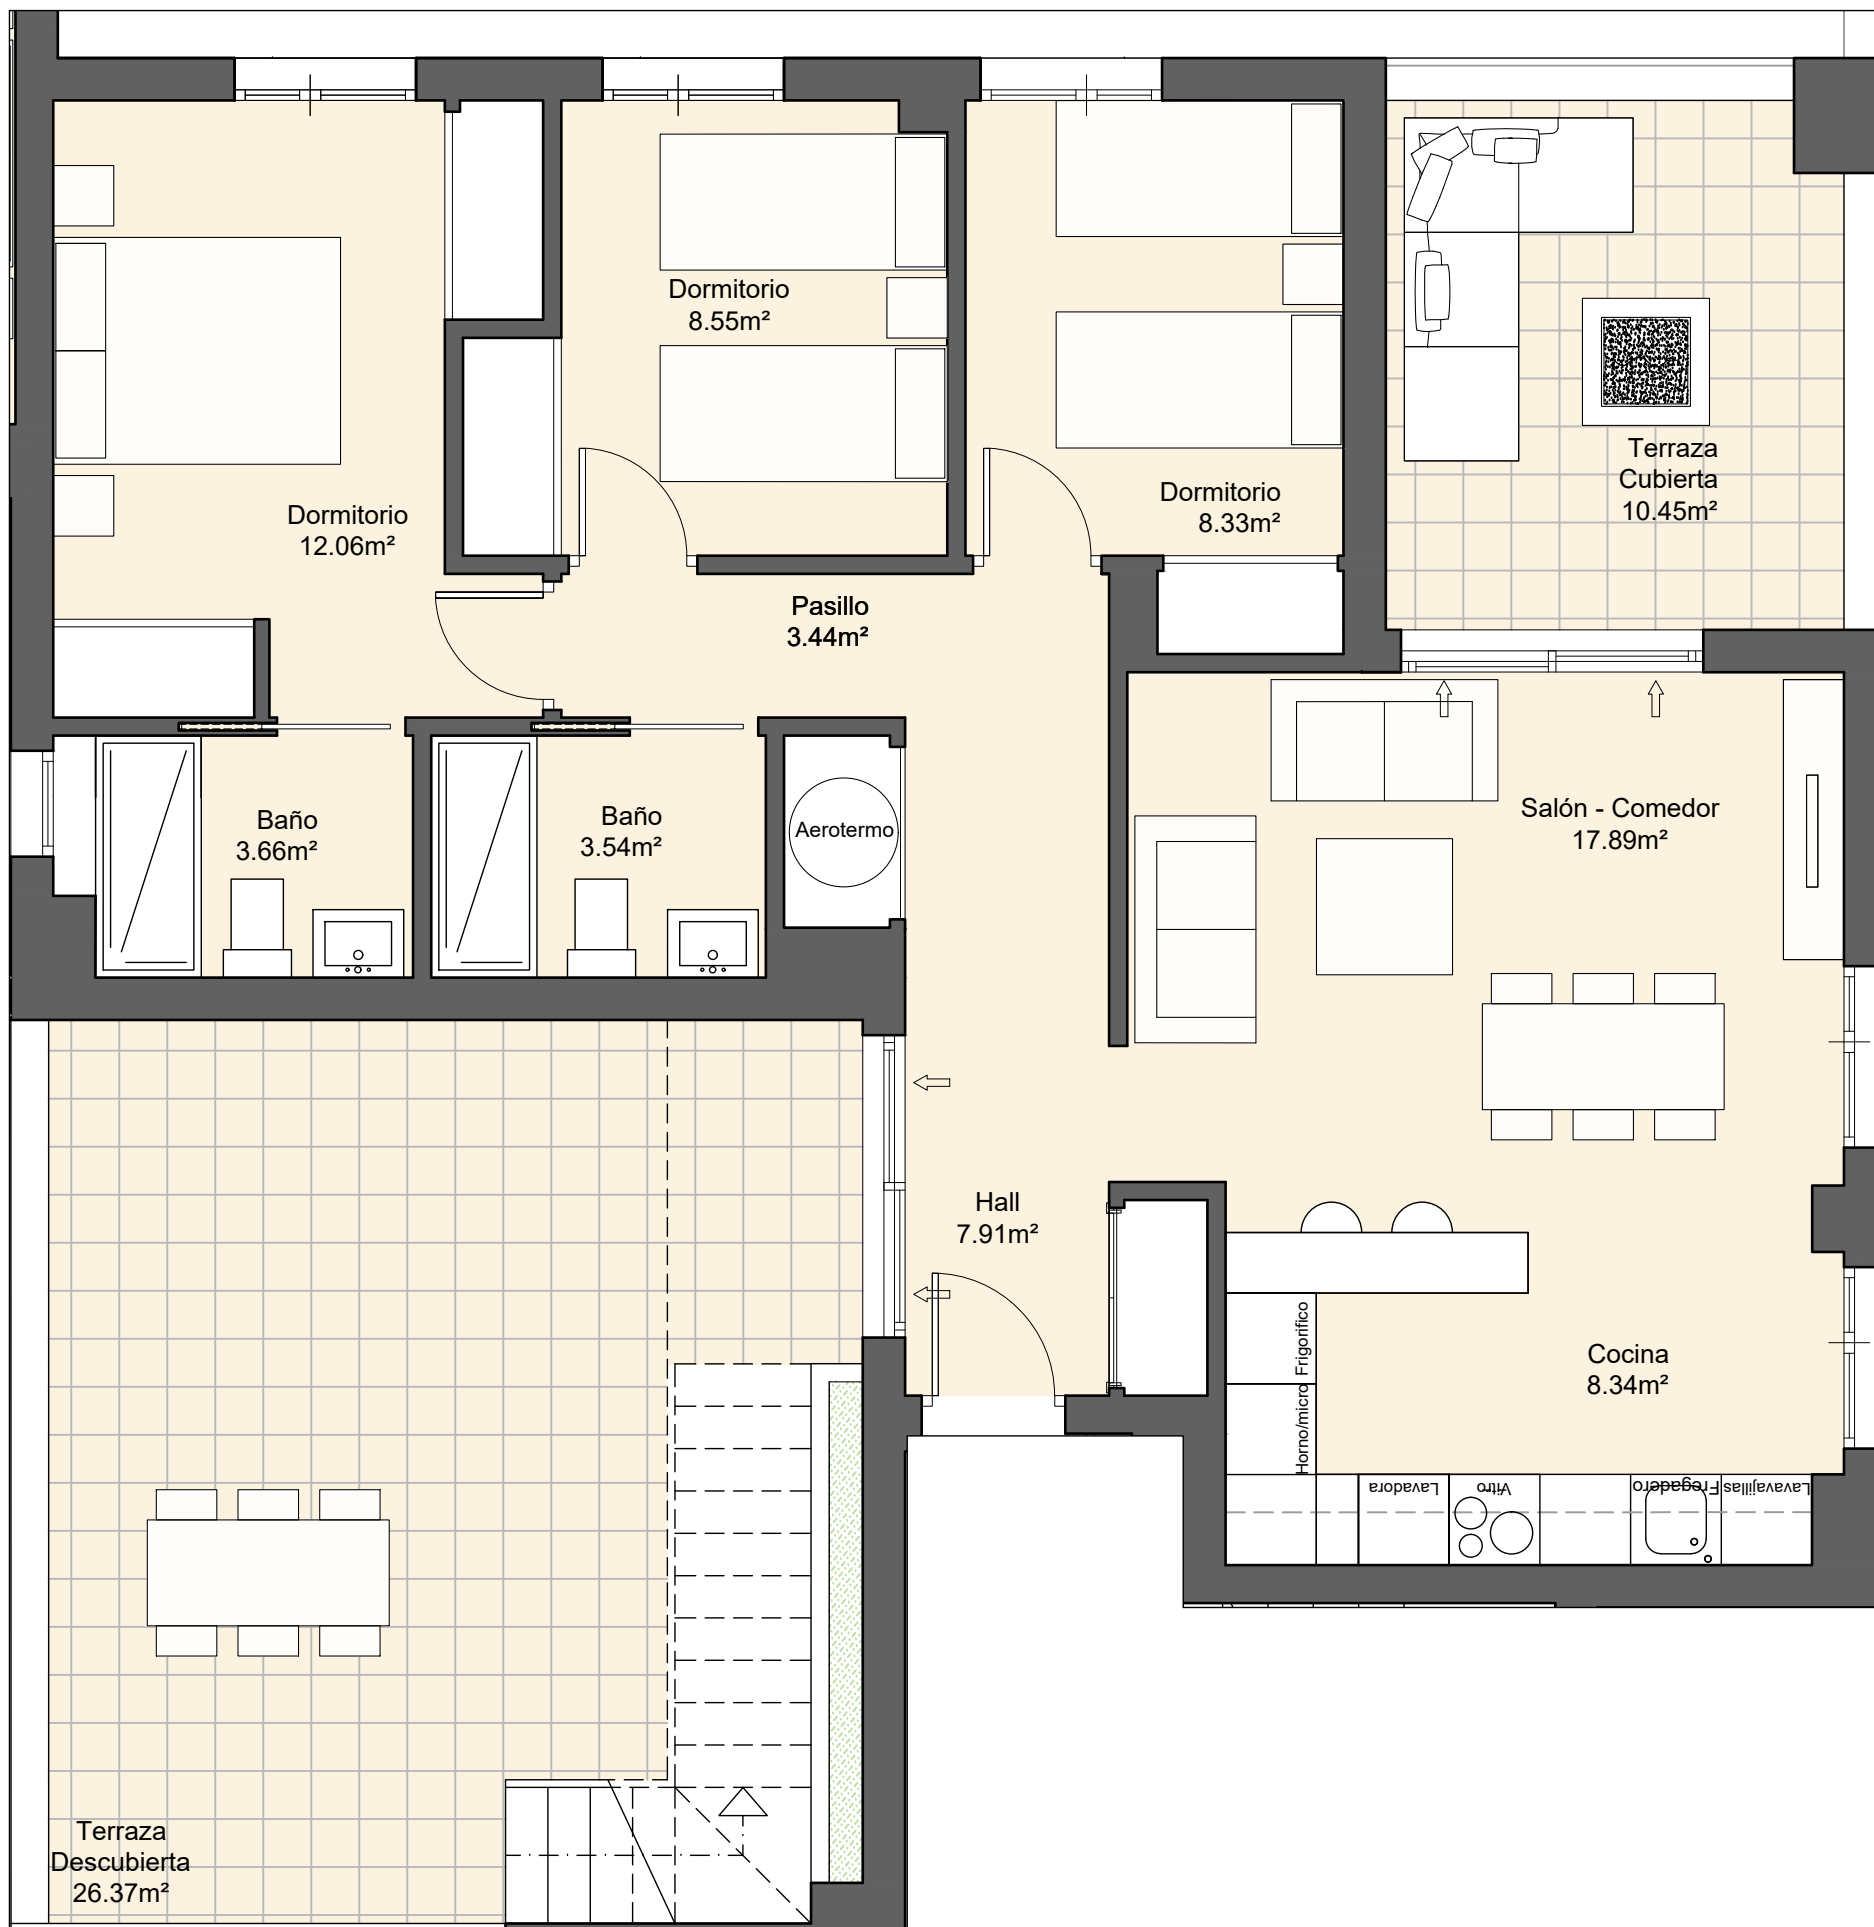 Dormitorio
8.55m²
Dormitorio
12.06m²
Dormitorio
8.33m²
Terraza
Cubierta
10.45m²
Pasillo
3.44m²
Baño
3.66m²
Baño
3.54m²
Aerotermo
Salón - Comedor
17.89m²
Hall
7.91m²
Frigorifico
Horno/micro
Cocina
8.34m²
Lavadora
Vitro
Fregadero
Lavavajillas
Terraza
Descubierta
26.37m²